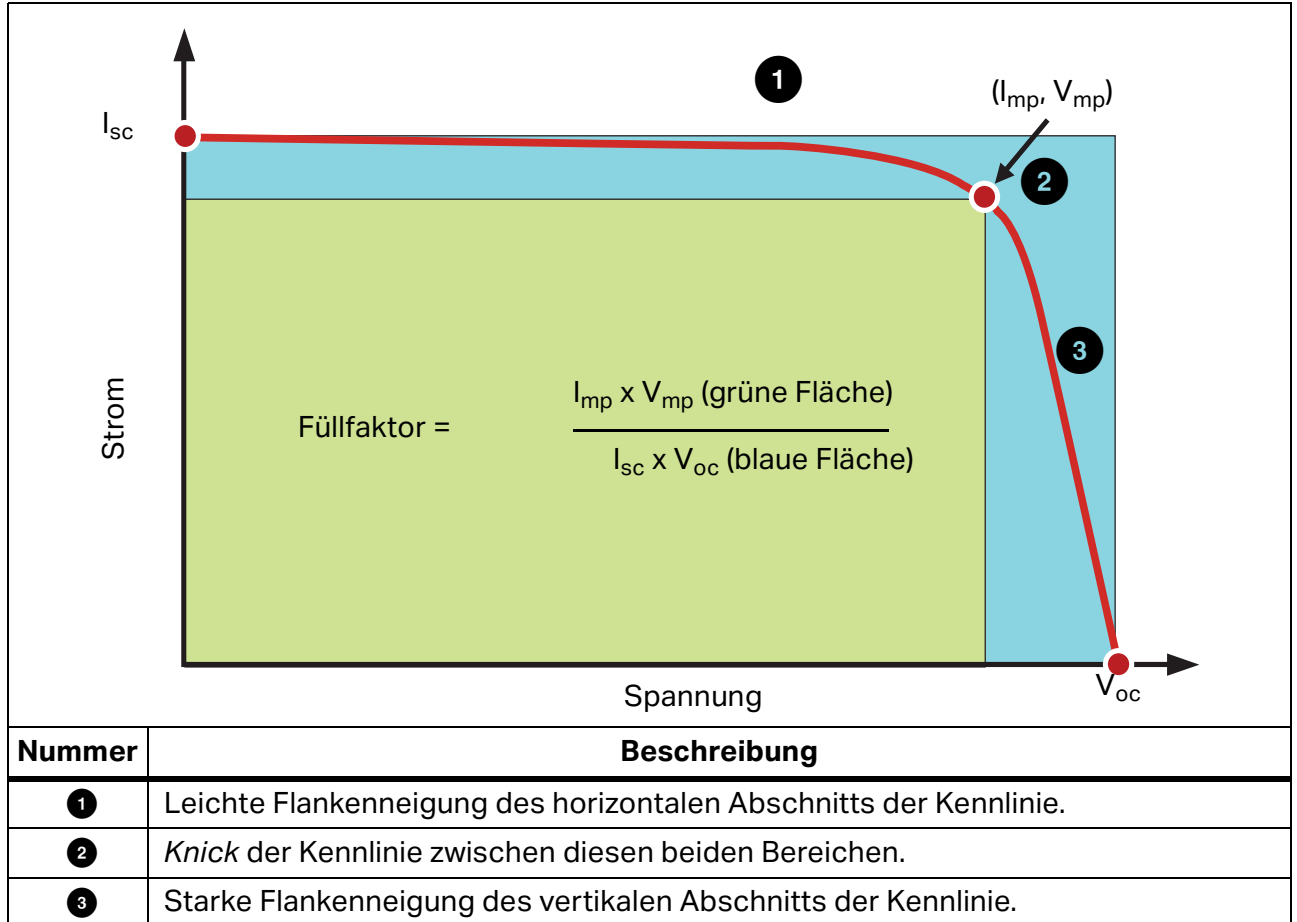 1
(Imp, Vmp)
Isc
2
3
Strom
Füllfaktor =
Imp x Vmp (grüne Fläche)
Isc x Voc (blaue Fläche)
Spannung
Voc
Nummer Beschreibung
1 Leichte Flankenneigung des horizontalen Abschnitts der Kennlinie.
2 Knick der Kennlinie zwischen diesen beiden Bereichen.
3 Starke Flankenneigung des vertikalen Abschnitts der Kennlinie.